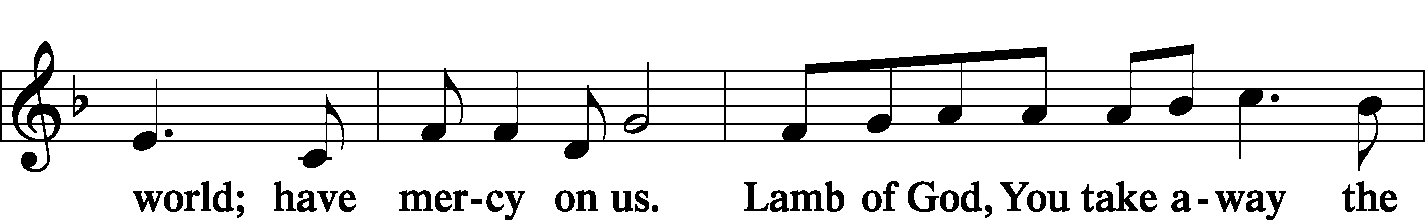 world; have mer-cy on us. Lamb of God, You take a-way the